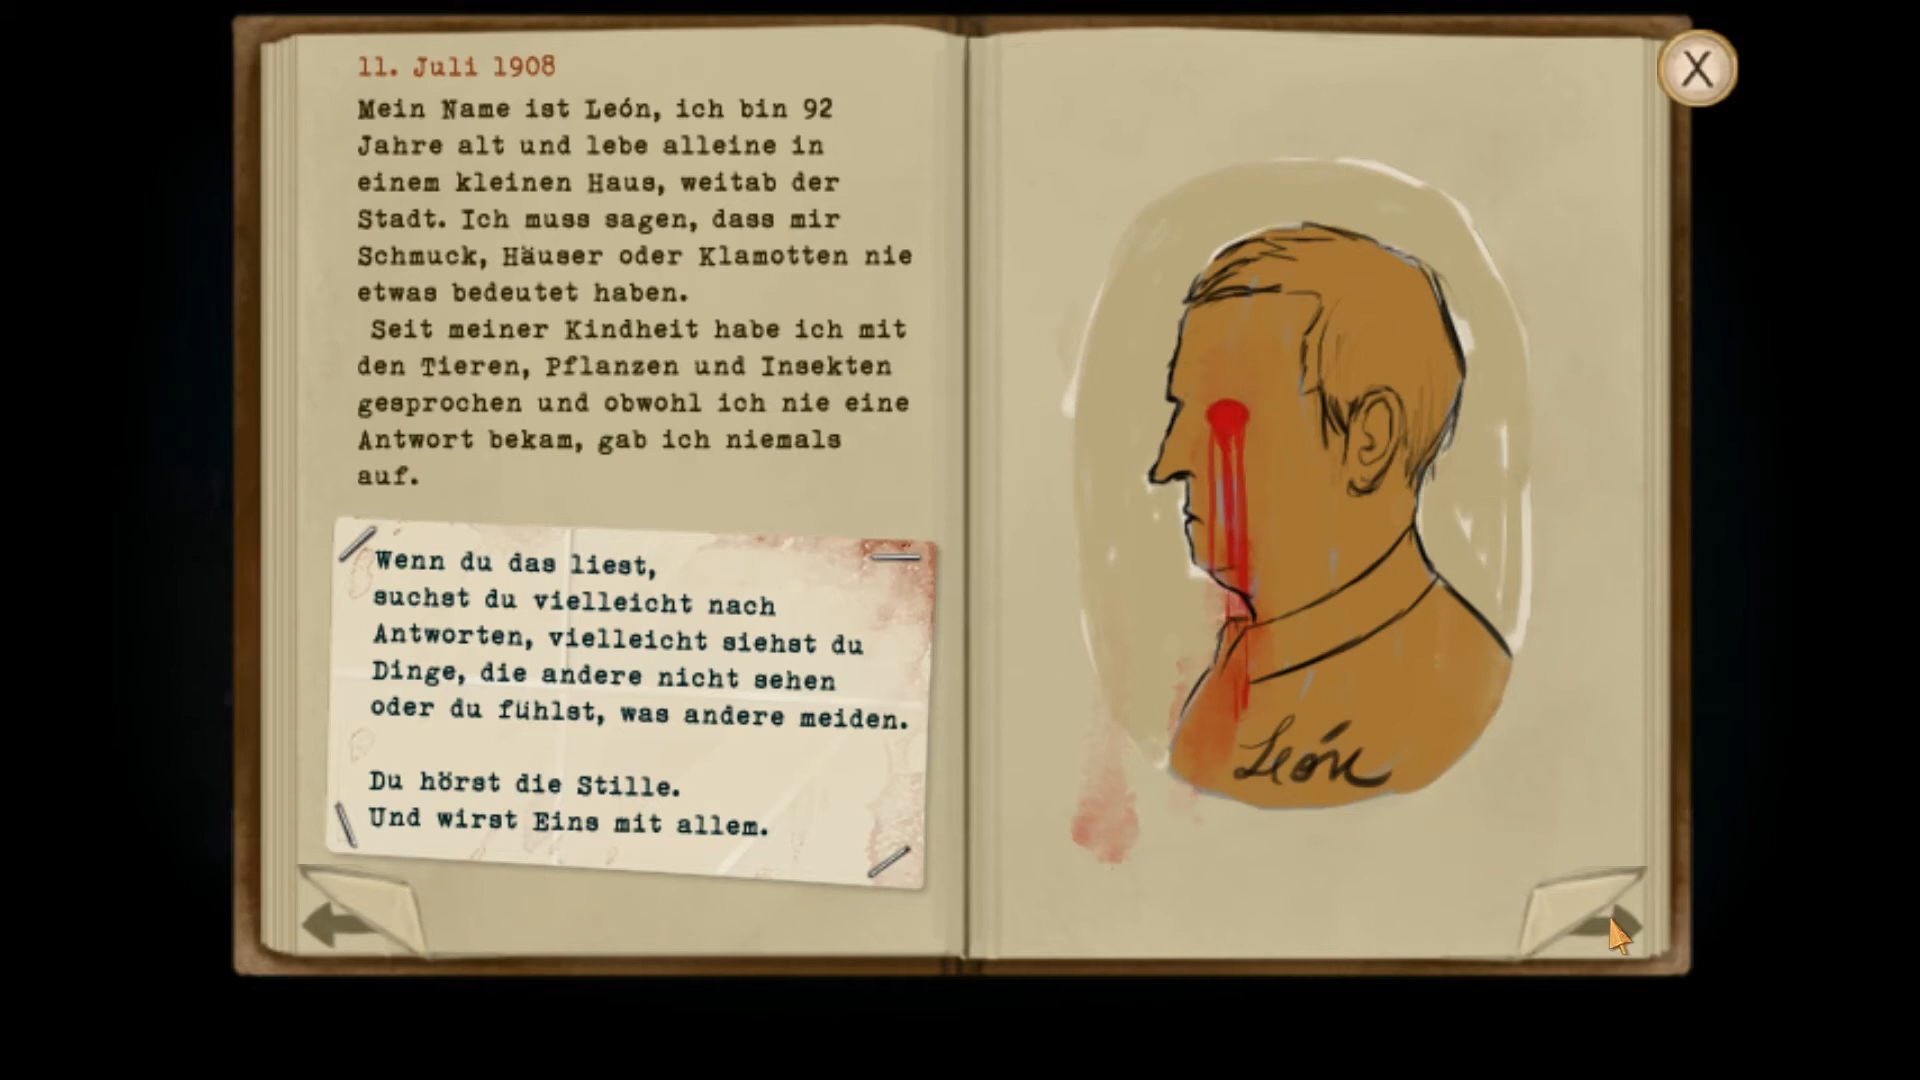 11. Juli 1908
Mein Name ist León, ich bin 92
Jahre alt und lebe alleine in
einem kleinen Haus, weitab der
Stadt. Ich muss sagen, dass mir
Schmuck, Häuser oder Klamotten nie
etwas bedeutet haben.
Seit meiner Kindheit habe ich mit
den Tieren, Pflanzen und Insekten
gesprochen und obwohl ich nie eine
Antwort bekam, gab ich niemals
auf.
Wenn du das liest,
suchst du vielleicht nach
Antworten, vielleicht siehst du
Dinge, die andere nicht sehen
oder du fühlst, was andere meiden.
Du hörst die Stille.
Und wirst Eins mit allem.
León
X